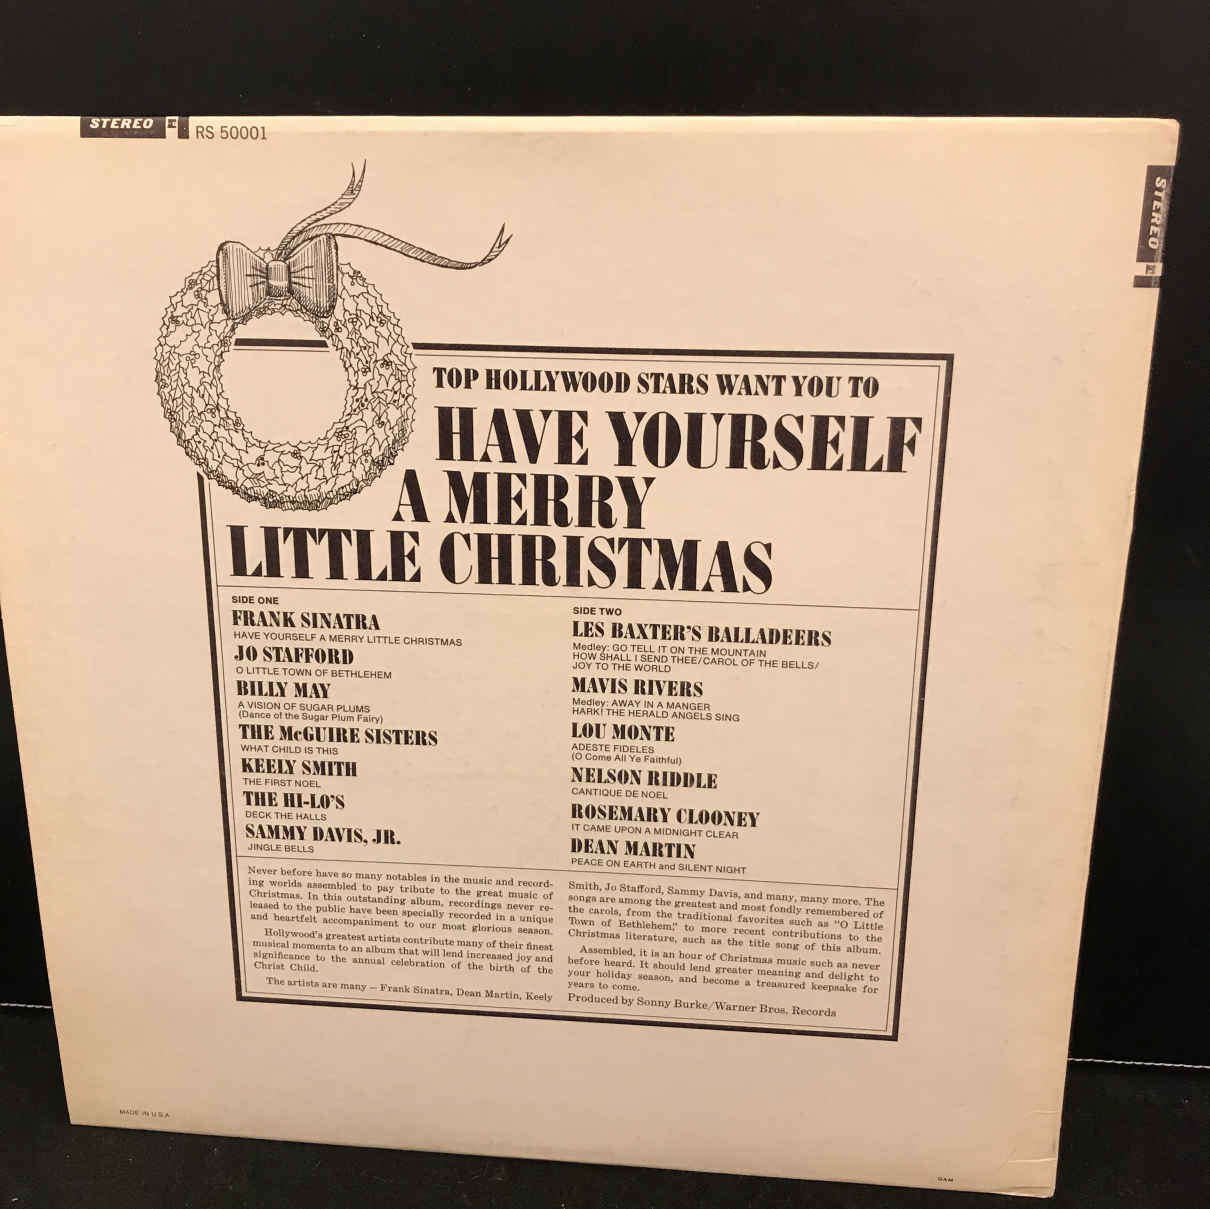 STEREO RS 50001
STEREO
TOP HOLLYWOOD STARS WANT YOU TO
HAVE YOURSELF
A MERRY
LITTLE CHRISTMAS
SIDE ONE
FRANK SINATRA
HAVE YOURSELF A MERRY LITTLE CHRISTMAS
JO STAFFORD
O LITTLE TOWN OF BETHLEHEM
BILLY MAY
A VISION OF SUGAR PLUMS
(Dance of the Sugar Plum Fairy)
THE McGUIRE SISTERS
WHAT CHILD IS THIS
KEELY SMITH
THE FIRST NOEL
THE HI-LO'S
DECK THE HALLS
SAMMY DAVIS, JR.
JINGLE BELLS
SIDE TWO
LES BAXTER'S BALLADEERS
Medley: GO TELL IT ON THE MOUNTAIN
HOW SHALL I SEND THEE/CAROL OF THE BELLS/
JOY TO THE WORLD
MAVIS RIVERS
Medley: AWAY IN A MANGER
HARK! THE HERALD ANGELS SING
LOU MONTE
ADESTE FIDELES
(O Come All Ye Faithful)
NELSON RIDDLE
CANTIQUE DE NOEL
ROSEMARY CLOONEY
IT CAME UPON A MIDNIGHT CLEAR
DEAN MARTIN
PEACE ON EARTH and SILENT NIGHT
Never before have so many notables in the music and record-
ing worlds assembled to pay tribute to the great music of
Christmas. In this outstanding album, recordings never re-
leased to the public have been specially recorded in a unique
and heartfelt accompaniment to our most glorious season.
Hollywood's greatest artists contribute many of their finest
musical moments to an album that will lend increased joy and
significance to the annual celebration of the birth of the
Christ Child.
The artists are many – Frank Sinatra, Dean Martin, Keely
Smith, Jo Stafford, Sammy Davis, and many, many more. The
songs are among the greatest and most fondly remembered of
the carols, from the traditional favorites such as "O Little
Town of Bethlehem," to more recent contributions to the
Christmas literature, such as the title song of this album.
Assembled, it is an hour of Christmas music such as never
before heard. It should lend greater meaning and delight to
your holiday season, and become a treasured keepsake for
years to come.
Produced by Sonny Burke/Warner Bros. Records
MADE IN U.S.A.